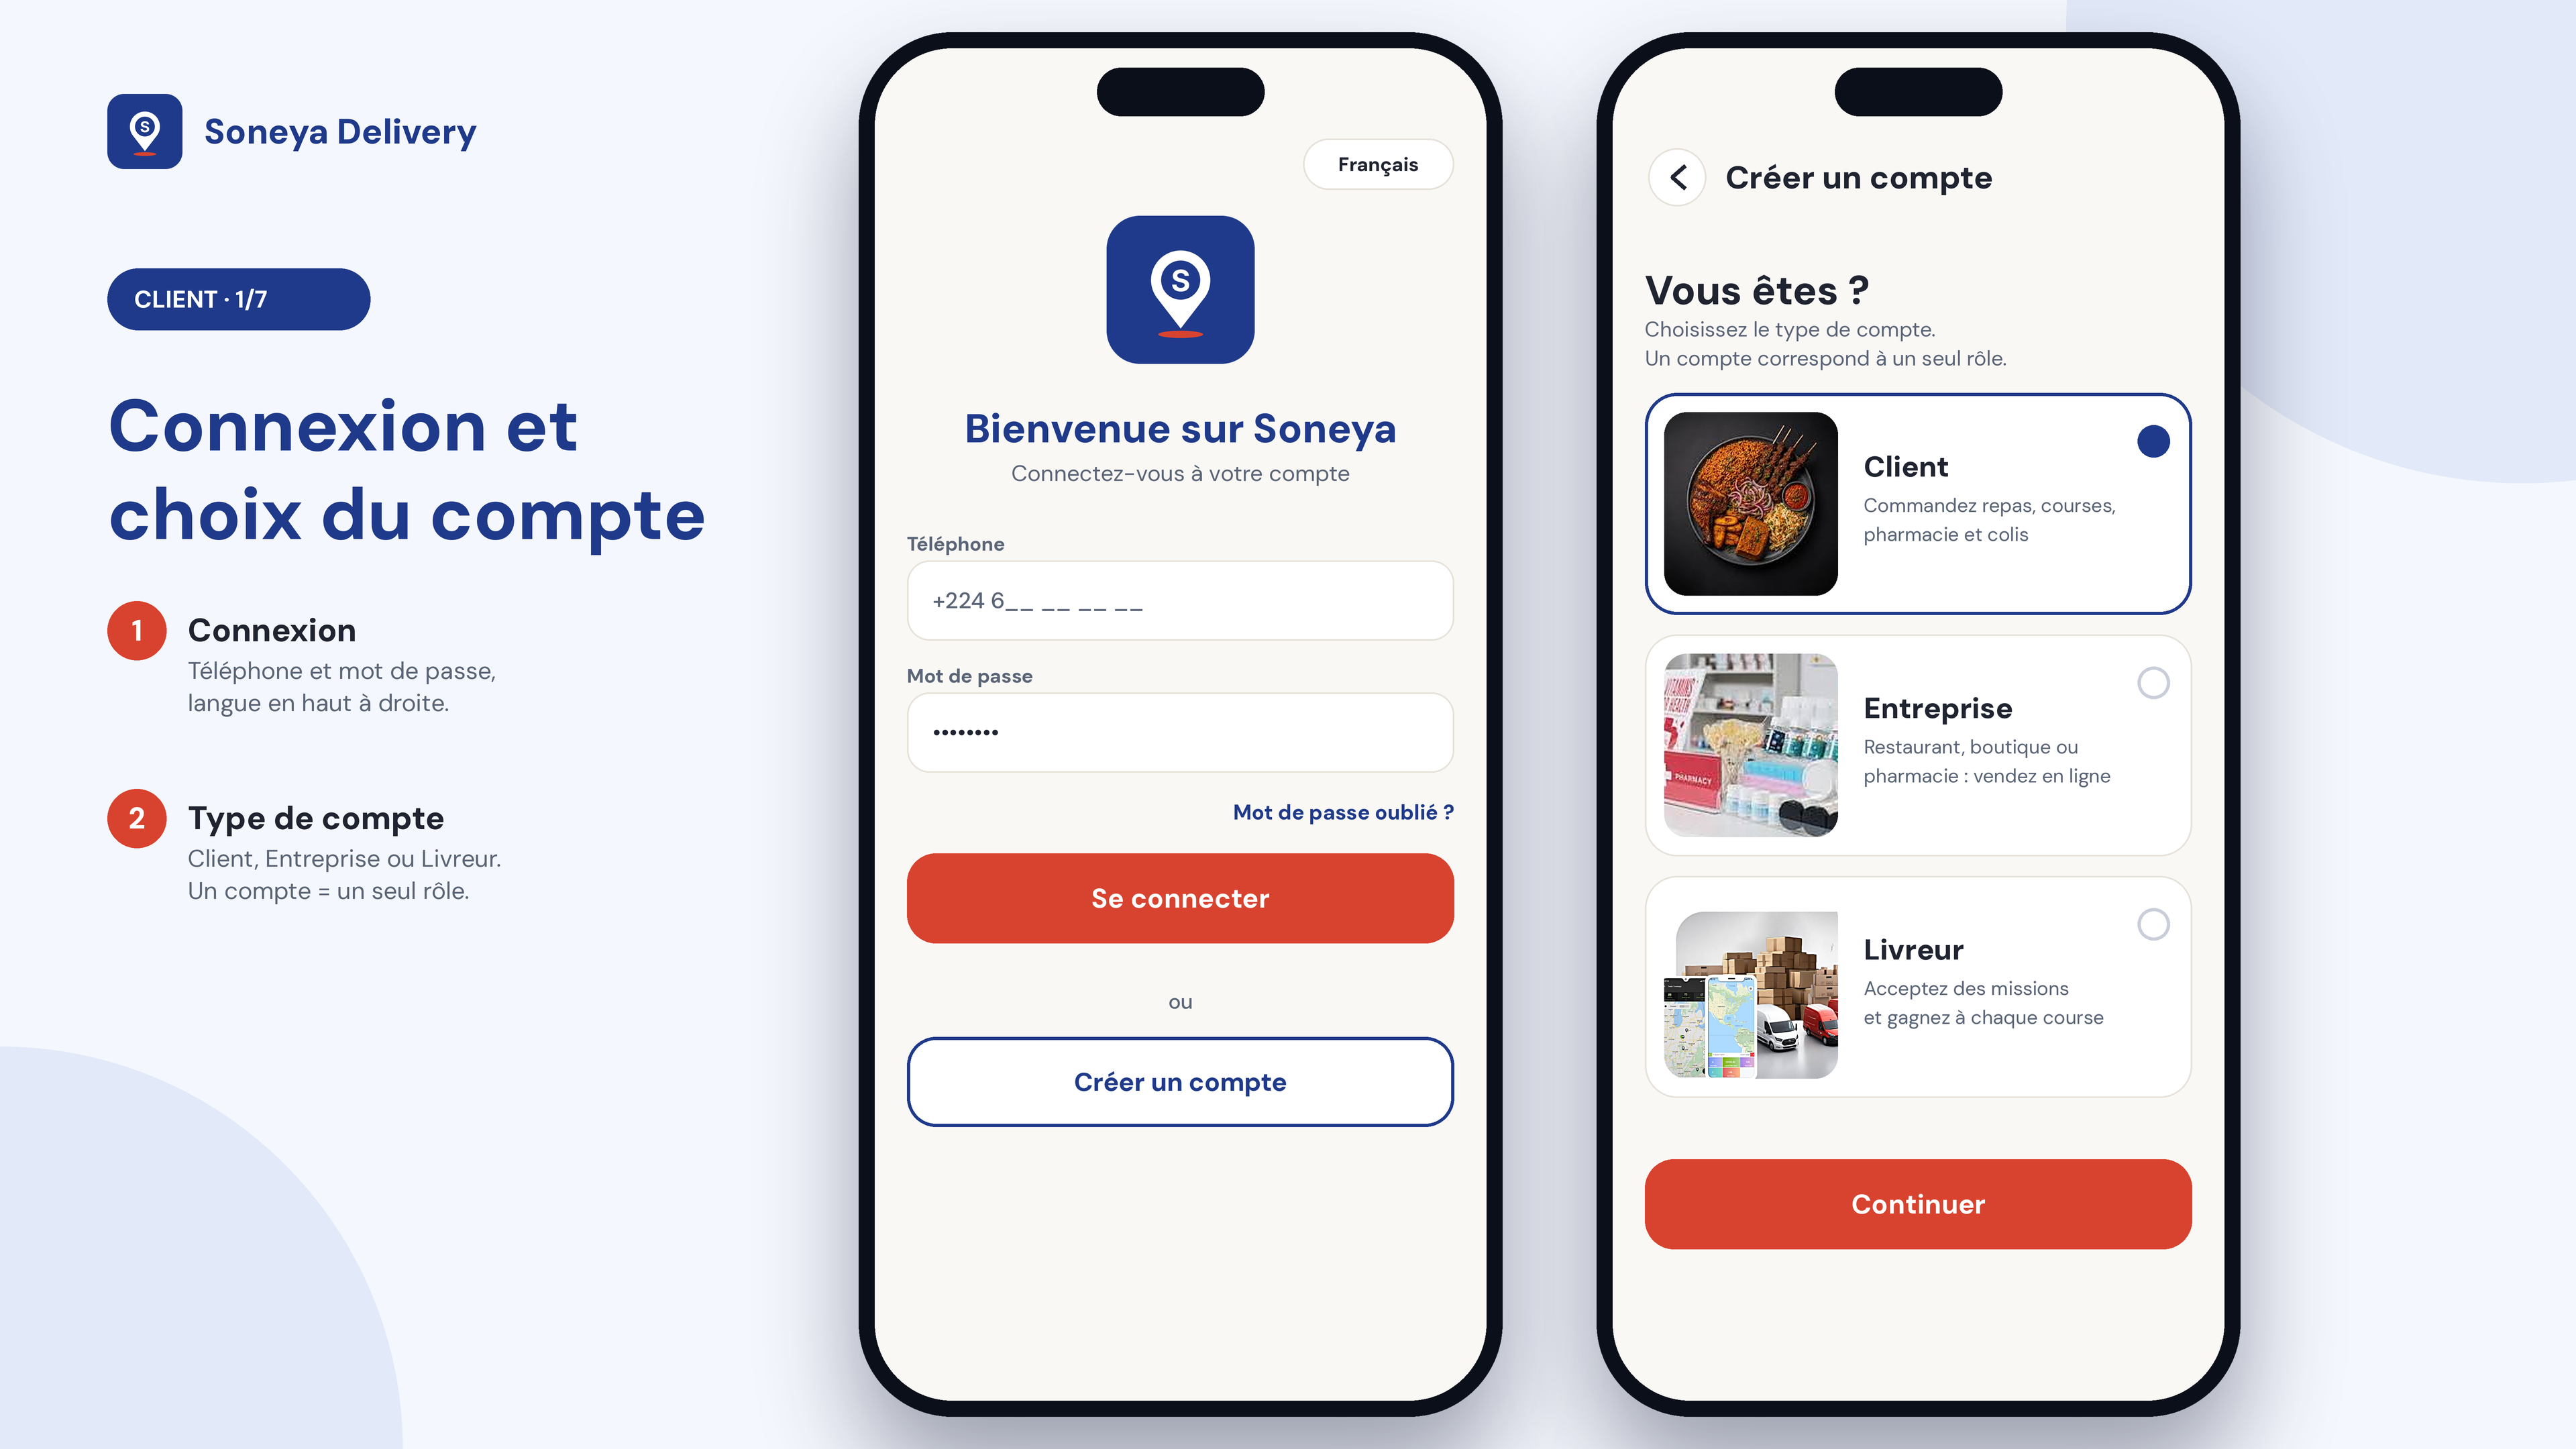 S
Soneya Delivery
CLIENT · 1/7
Connexion et
choix du compte
1
Connexion
Téléphone et mot de passe,
langue en haut à droite.
2
Type de compte
Client, Entreprise ou Livreur.
Un compte = un seul rôle.
Français
S
Bienvenue sur Soneya
Connectez-vous à votre compte
Téléphone
+224 6__ __ __ __
Mot de passe
••••••••
Mot de passe oublié ?
Se connecter
ou
Créer un compte
Créer un compte
Vous êtes ?
Choisissez le type de compte.
Un compte correspond à un seul rôle.
Client
Commandez repas, courses,
pharmacie et colis
VITAMINS
HEALTH
PHARMACY
Entreprise
Restaurant, boutique ou
pharmacie : vendez en ligne
Livreur
Acceptez des missions
et gagnez à chaque course
Continuer